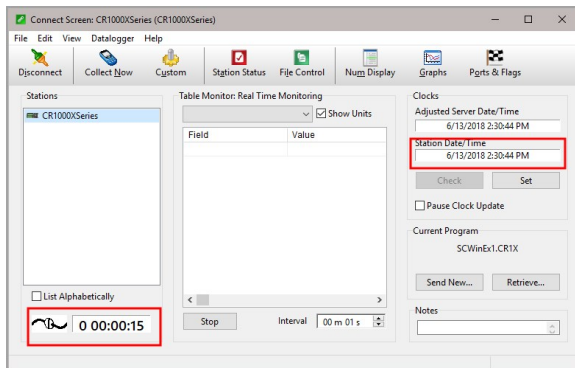 Connect Screen: CR1000XSeries (CR1000XSeries)
File Edit View Datalogger Help
Disconnect Collect Now Custom Station Status File Control Num Display Graphs Ports & Flags
Stations
CR1000XSeries
List Alphabetically
0 00:00:15
Table Monitor: Real Time Monitoring
Show Units
Field Value
Stop Interval 00 m 01 s
Clocks
Adjusted Server Date/Time
6/13/2018 2:30:44 PM
Station Date/Time
6/13/2018 2:30:44 PM
Check Set
Pause Clock Update
Current Program
SCWinEx1.CR1X
Send New... Retrieve...
Notes